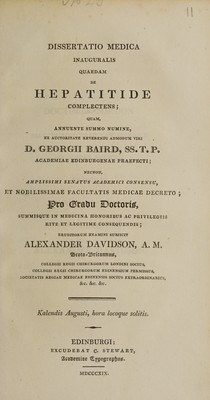 11
DISSERTATIO MEDICA
INAUGURALIS
QUAEDAM
DE
HEPATITIDE
COMPLECTENS;
QUAM,
ANNUENTE SUMMO NUMINE,
EX AUCTORITATE REVERENDI ADMODUM VIRI
D. GEORGII BAIRD, SS. T. P.
ACADEMIAE EDINBURGENAE PRAEFECTI;
NECNON,
AMPLISSIMI SENATUS ACADEMICI CONSENSU,
ET NOBILISSIMAE FACULTATIS MEDICAE DECRETO;
Pro Gradu Doctoris,
SUMMISQUE IN MEDICINA HONORIBUS AC PRIVILEGIIS
RITE ET LEGITIME CONSEQUENDIS;
ERUDITORUM EXAMINI SUBJICIT
ALEXANDER DAVIDSON, A. M.
Scoto-Britannus,
COLLEGII REGII CHIRURGORUM LONDINI SOCIUS,
COLLEGII REGII CHIRURGORUM EDINENSIUM TERMINUS,
SOCIETATIS REGIAE MEDICAE EDINENSIS SOCIUS EXTRAORDINARIUS,
&c. &c. &c.
Kalendis Augusti, hora locoque solitis.
EDINBURGI:
EXCUDEBAT Q. STEWART,
Academiae Typographus.
MDCCCXIX.